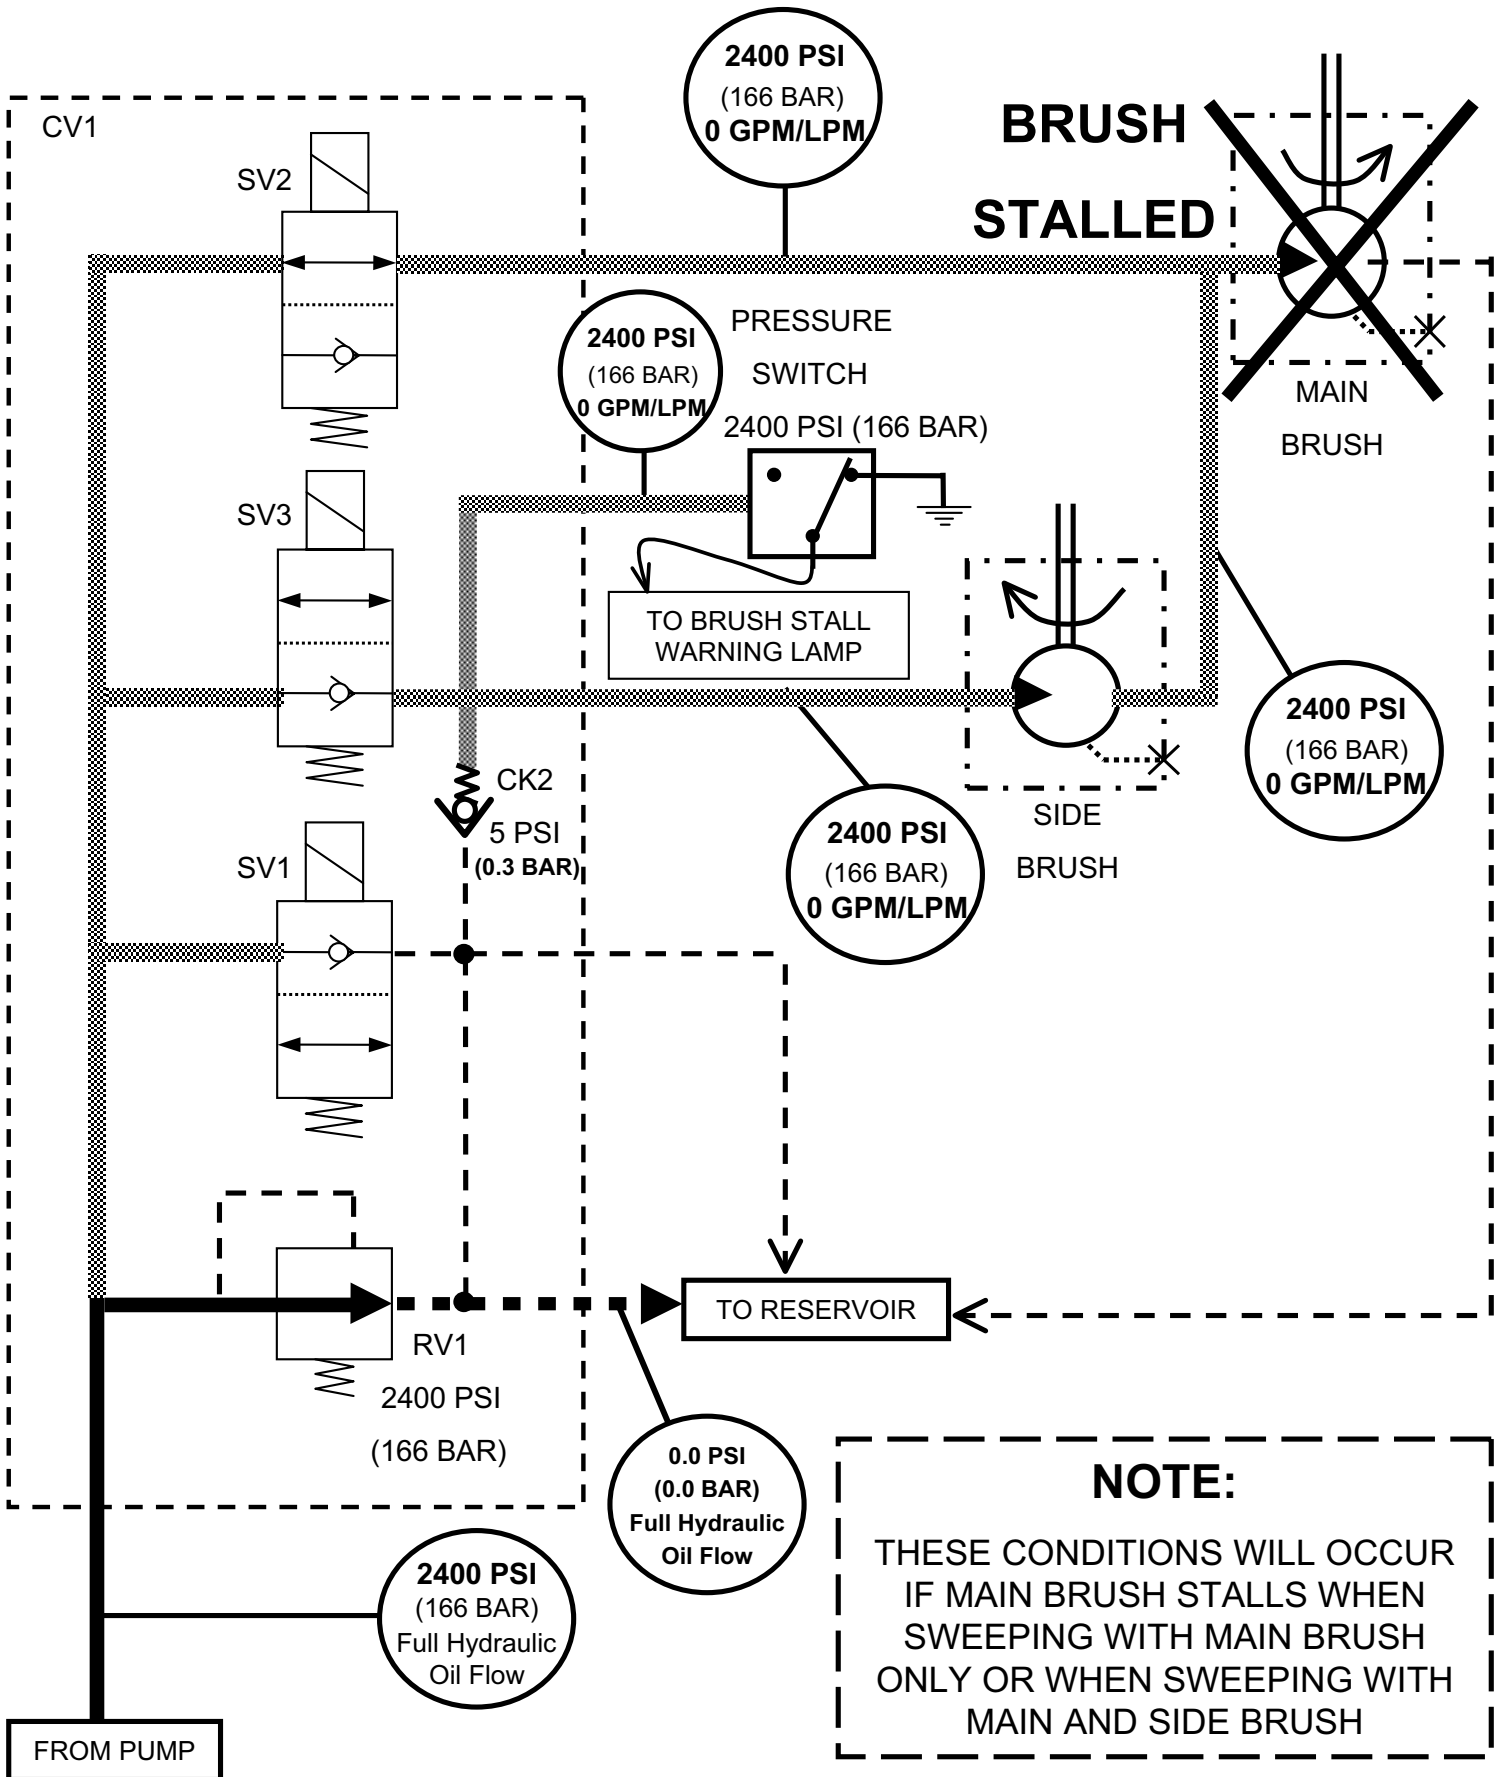 2400 PSI
(166 BAR)
0 GPM/LPM
BRUSH
STALLED
CV1
SV2
2400 PSI
(166 BAR)
0 GPM/LPM
PRESSURE
SWITCH
2400 PSI (166 BAR)
MAIN
BRUSH
SV3
TO BRUSH STALL
WARNING LAMP
2400 PSI
(166 BAR)
0 GPM/LPM
CK2
5 PSI
(0.3 BAR)
SIDE
BRUSH
2400 PSI
(166 BAR)
0 GPM/LPM
SV1
TO RESERVOIR
RV1
2400 PSI
(166 BAR)
0.0 PSI
(0.0 BAR)
Full Hydraulic
Oil Flow
2400 PSI
(166 BAR)
Full Hydraulic
Oil Flow
NOTE:
THESE CONDITIONS WILL OCCUR
IF MAIN BRUSH STALLS WHEN
SWEEPING WITH MAIN BRUSH
ONLY OR WHEN SWEEPING WITH
MAIN AND SIDE BRUSH
FROM PUMP